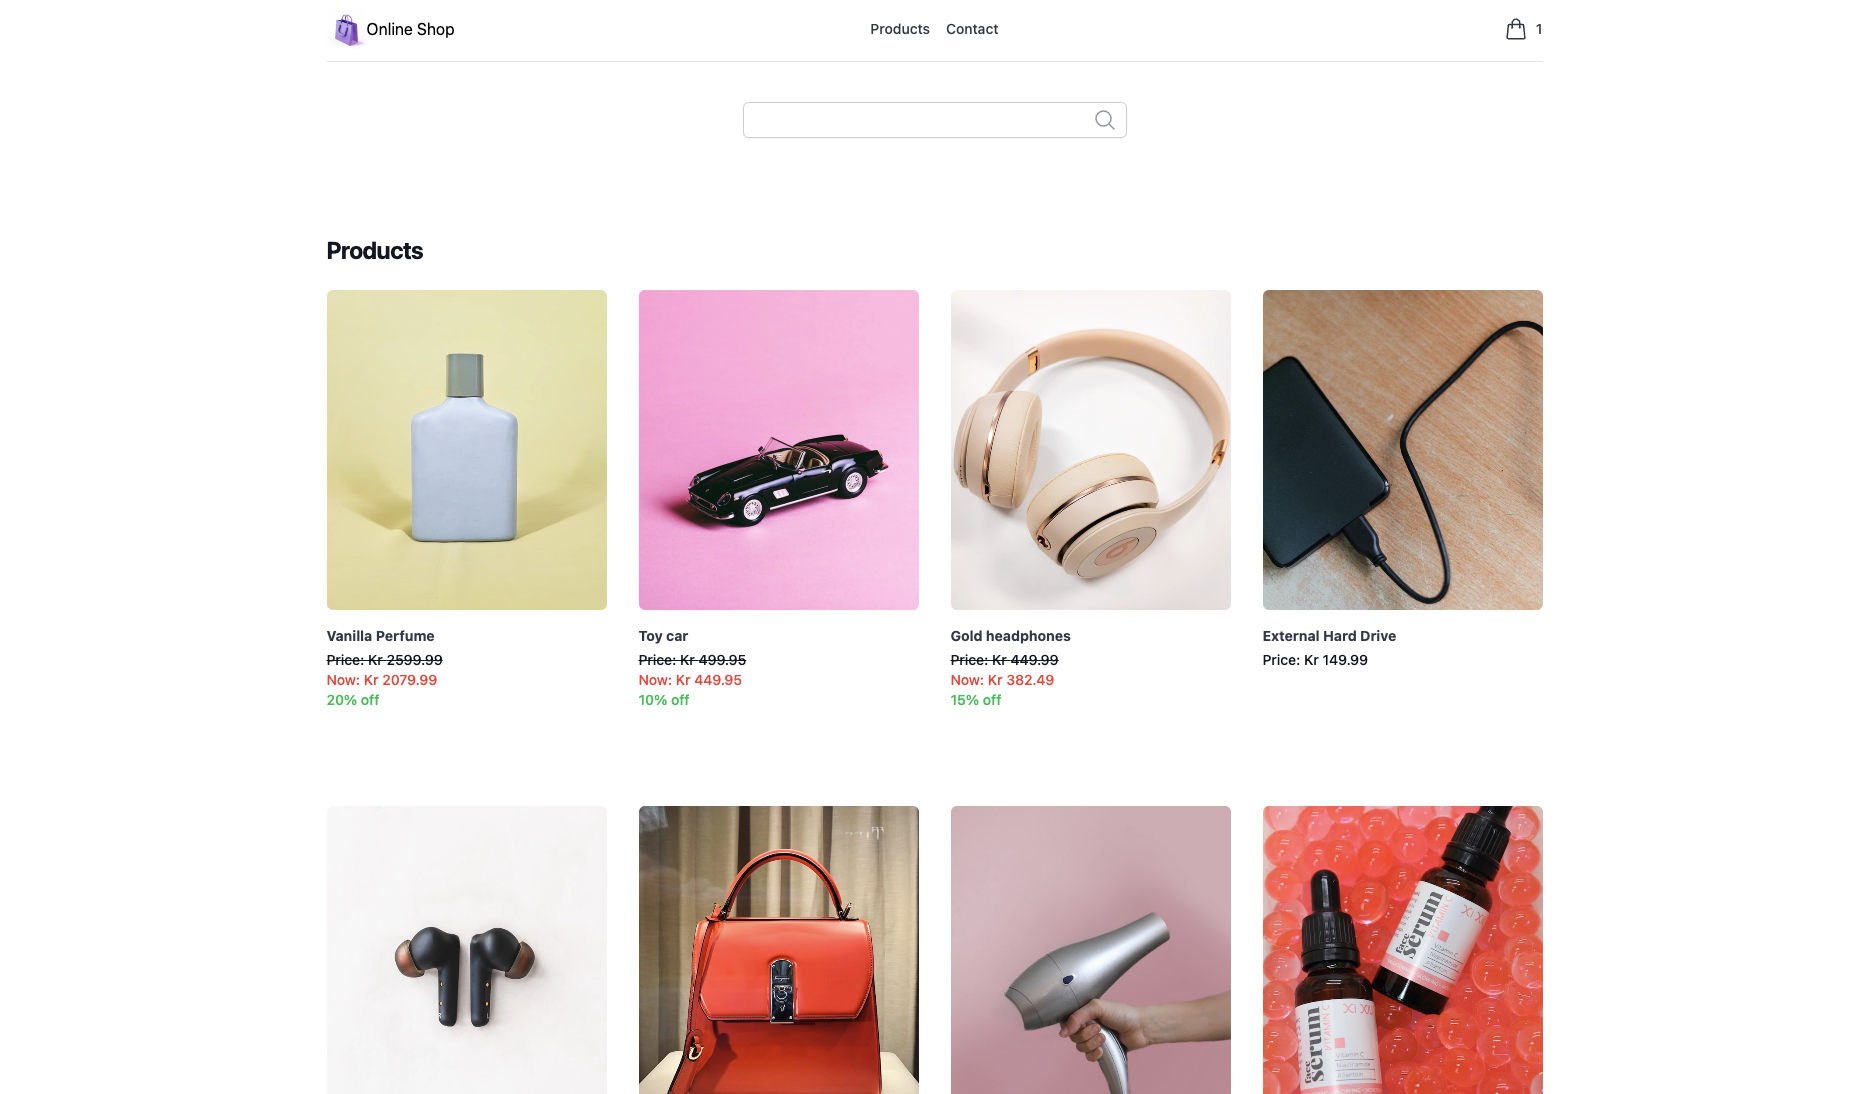 Online Shop
Products
Contact
1
Products
Vanilla Perfume
Price: Kr 2599.99
Now: Kr 2079.99
20% off
Toy car
Price: Kr 499.95
Now: Kr 449.95
10% off
Gold headphones
Price: Kr 449.99
Now: Kr 382.49
15% off
External Hard Drive
Price: Kr 149.99
R
L
face
serum
VITAMIN C
face
serum
VITAMIN C